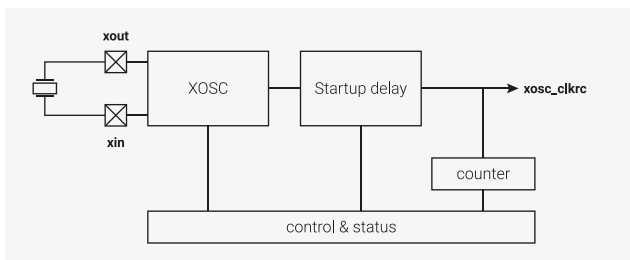 xout
XOSC
Startup delay
xosc_clkrc
xin
counter
control & status